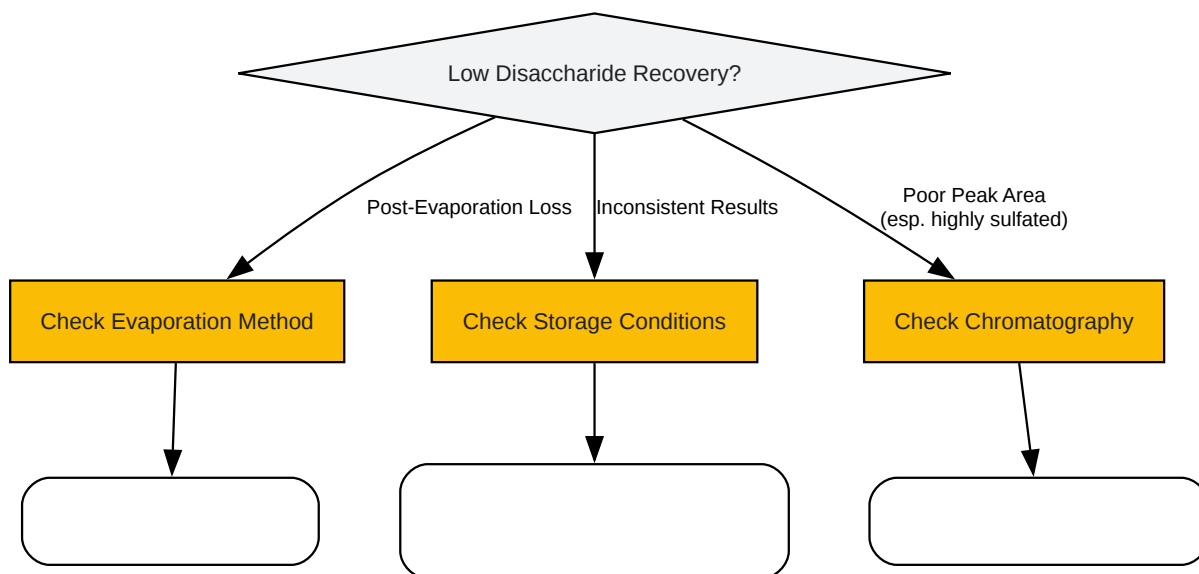 Low Disaccharide Recovery?
Post-Evaporation Loss
Inconsistent Results
Poor Peak Area
(esp. highly sulfated)
Check Evaporation Method
Check Storage Conditions
Check Chromatography